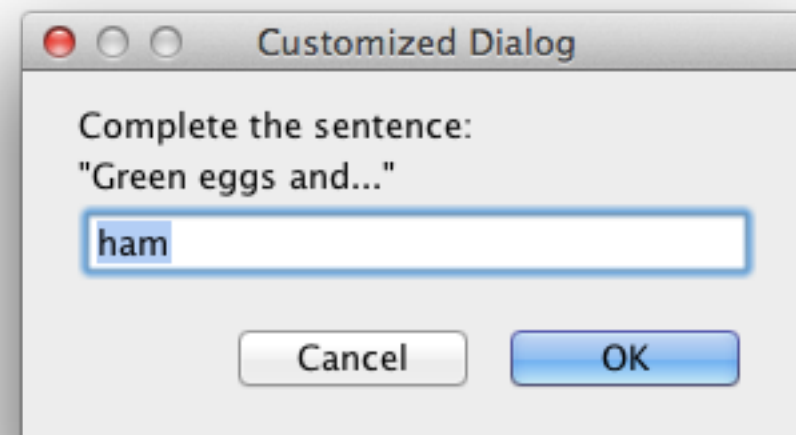 Customized Dialog
Complete the sentence:
"Green eggs and..."
ham
Cancel OK